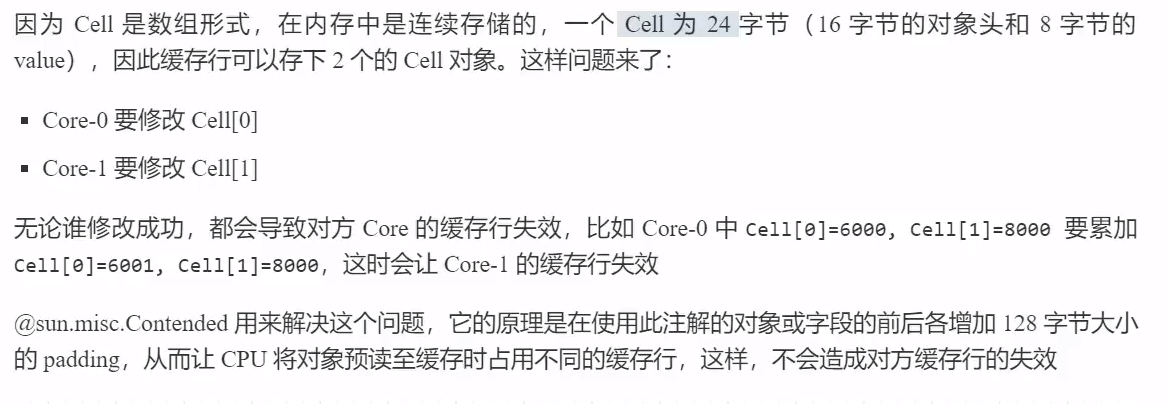 因为 Cell 是数组形式，在内存中是连续存储的，一个 Cell 为 24 字节（16 字节的对象头和 8 字节的
value），因此缓存行可以存下 2 个的 Cell 对象。这样问题来了：
▪ Core-0 要修改 Cell[0]
▪ Core-1 要修改 Cell[1]
无论谁修改成功，都会导致对方 Core 的缓存行失效，比如 Core-0 中 Cell[0]=6000, Cell[1]=8000 要累加
Cell[0]=6001, Cell[1]=8000，这时会让 Core-1 的缓存行失效
@sun.misc.Contended 用来解决这个问题，它的原理是在使用此注解的对象或字段的前后各增加 128 字节大小
的 padding，从而让 CPU 将对象预读至缓存时占用不同的缓存行，这样，不会造成对方缓存行的失效